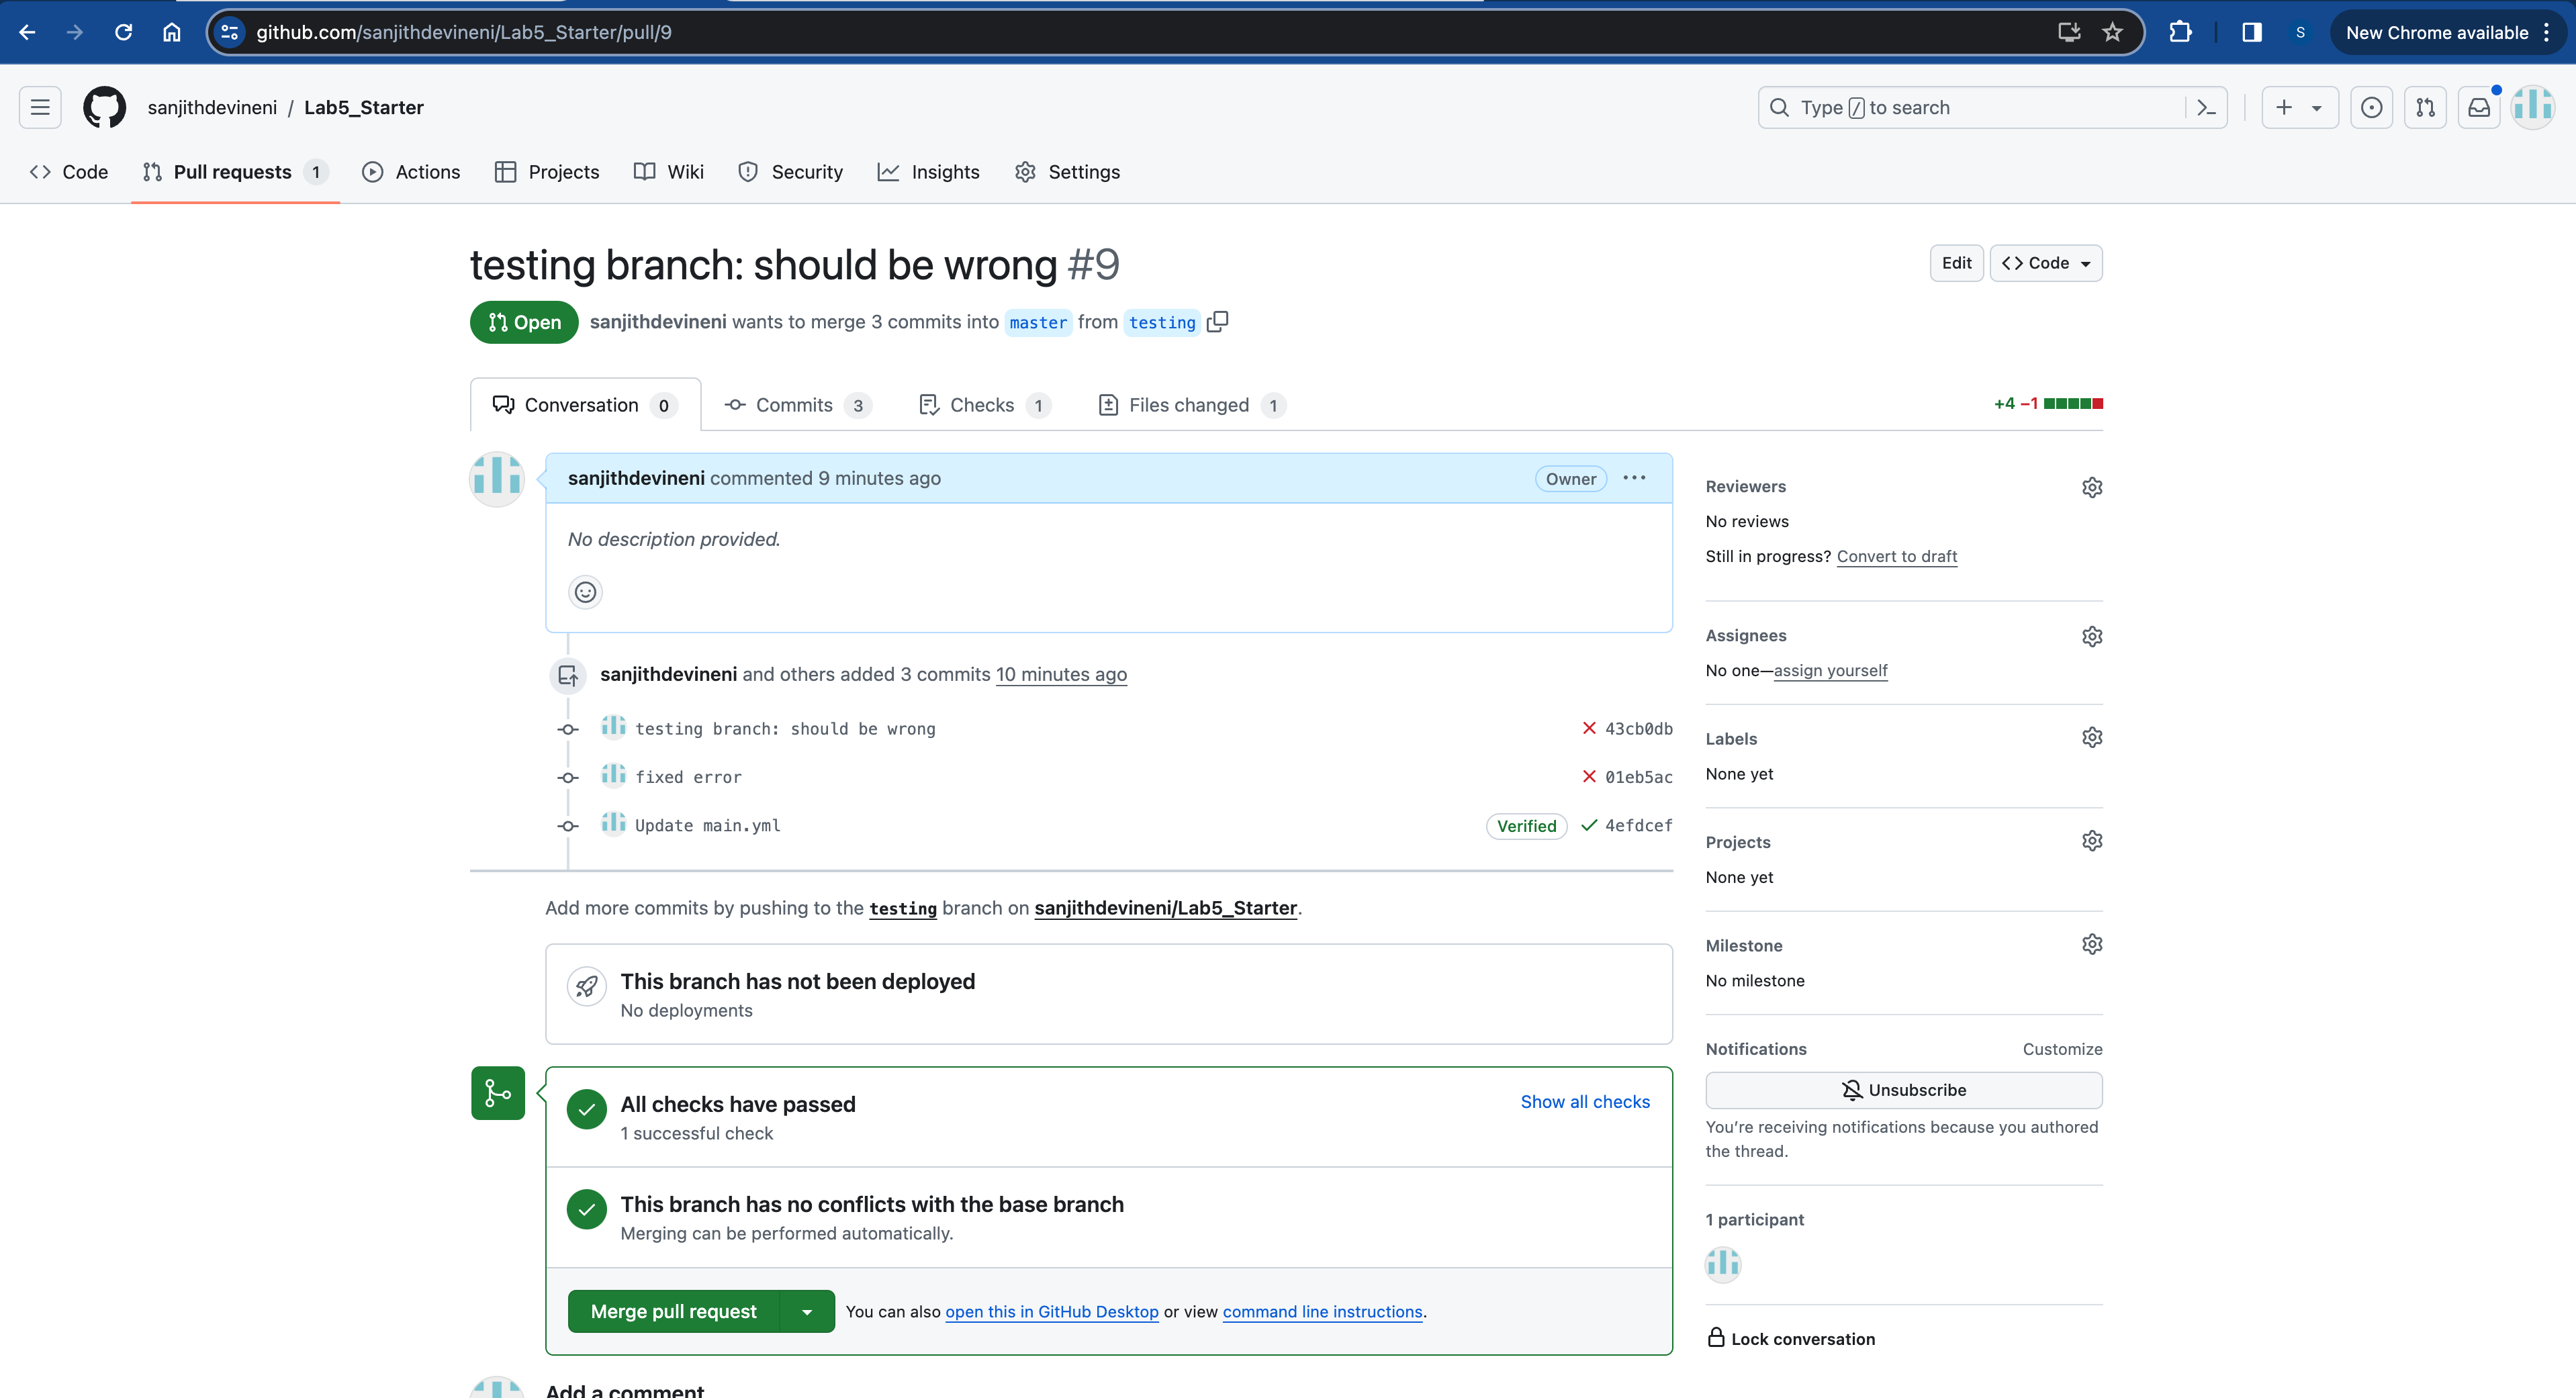 github.com/sanjithdevineni/Lab5_Starter/pull/9
S
New Chrome available
sanjithdevineni / Lab5_Starter
Type / to search
Code
Pull requests 1
Actions
Projects
Wiki
Security
Insights
Settings
testing branch: should be wrong #9
Edit
Code
Open
sanjithdevineni wants to merge 3 commits into master from testing
Conversation 0
Commits 3
Checks 1
Files changed 1
+4 −1
sanjithdevineni commented 9 minutes ago
Owner
No description provided.
sanjithdevineni and others added 3 commits 10 minutes ago
testing branch: should be wrong
43cb0db
fixed error
01eb5ac
Update main.yml
Verified
4efdcef
Add more commits by pushing to the testing branch on sanjithdevineni/Lab5_Starter.
This branch has not been deployed
No deployments
All checks have passed
1 successful check
Show all checks
This branch has no conflicts with the base branch
Merging can be performed automatically.
Merge pull request
You can also open this in GitHub Desktop or view command line instructions.
Add a comment
Reviewers
No reviews
Still in progress? Convert to draft
Assignees
No one—assign yourself
Labels
None yet
Projects
None yet
Milestone
No milestone
Notifications
Customize
Unsubscribe
You're receiving notifications because you authored
the thread.
1 participant
Lock conversation